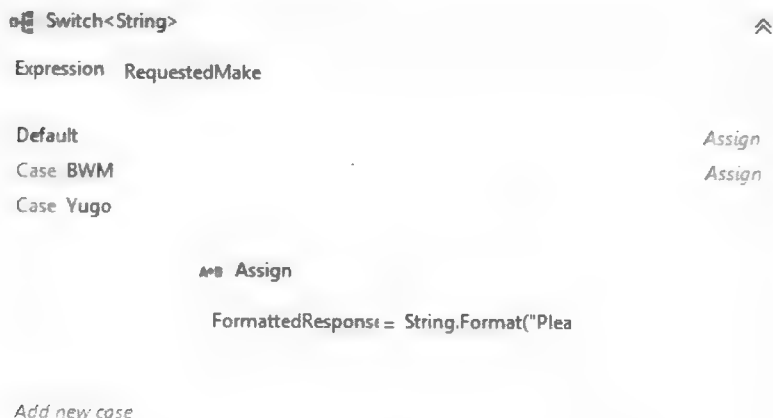 Switch<String>
Expression RequestedMake
Default Assign
Case BWM Assign
Case Yugo
A+B Assign
FormattedResponse = String.Format("Plea
Add new case